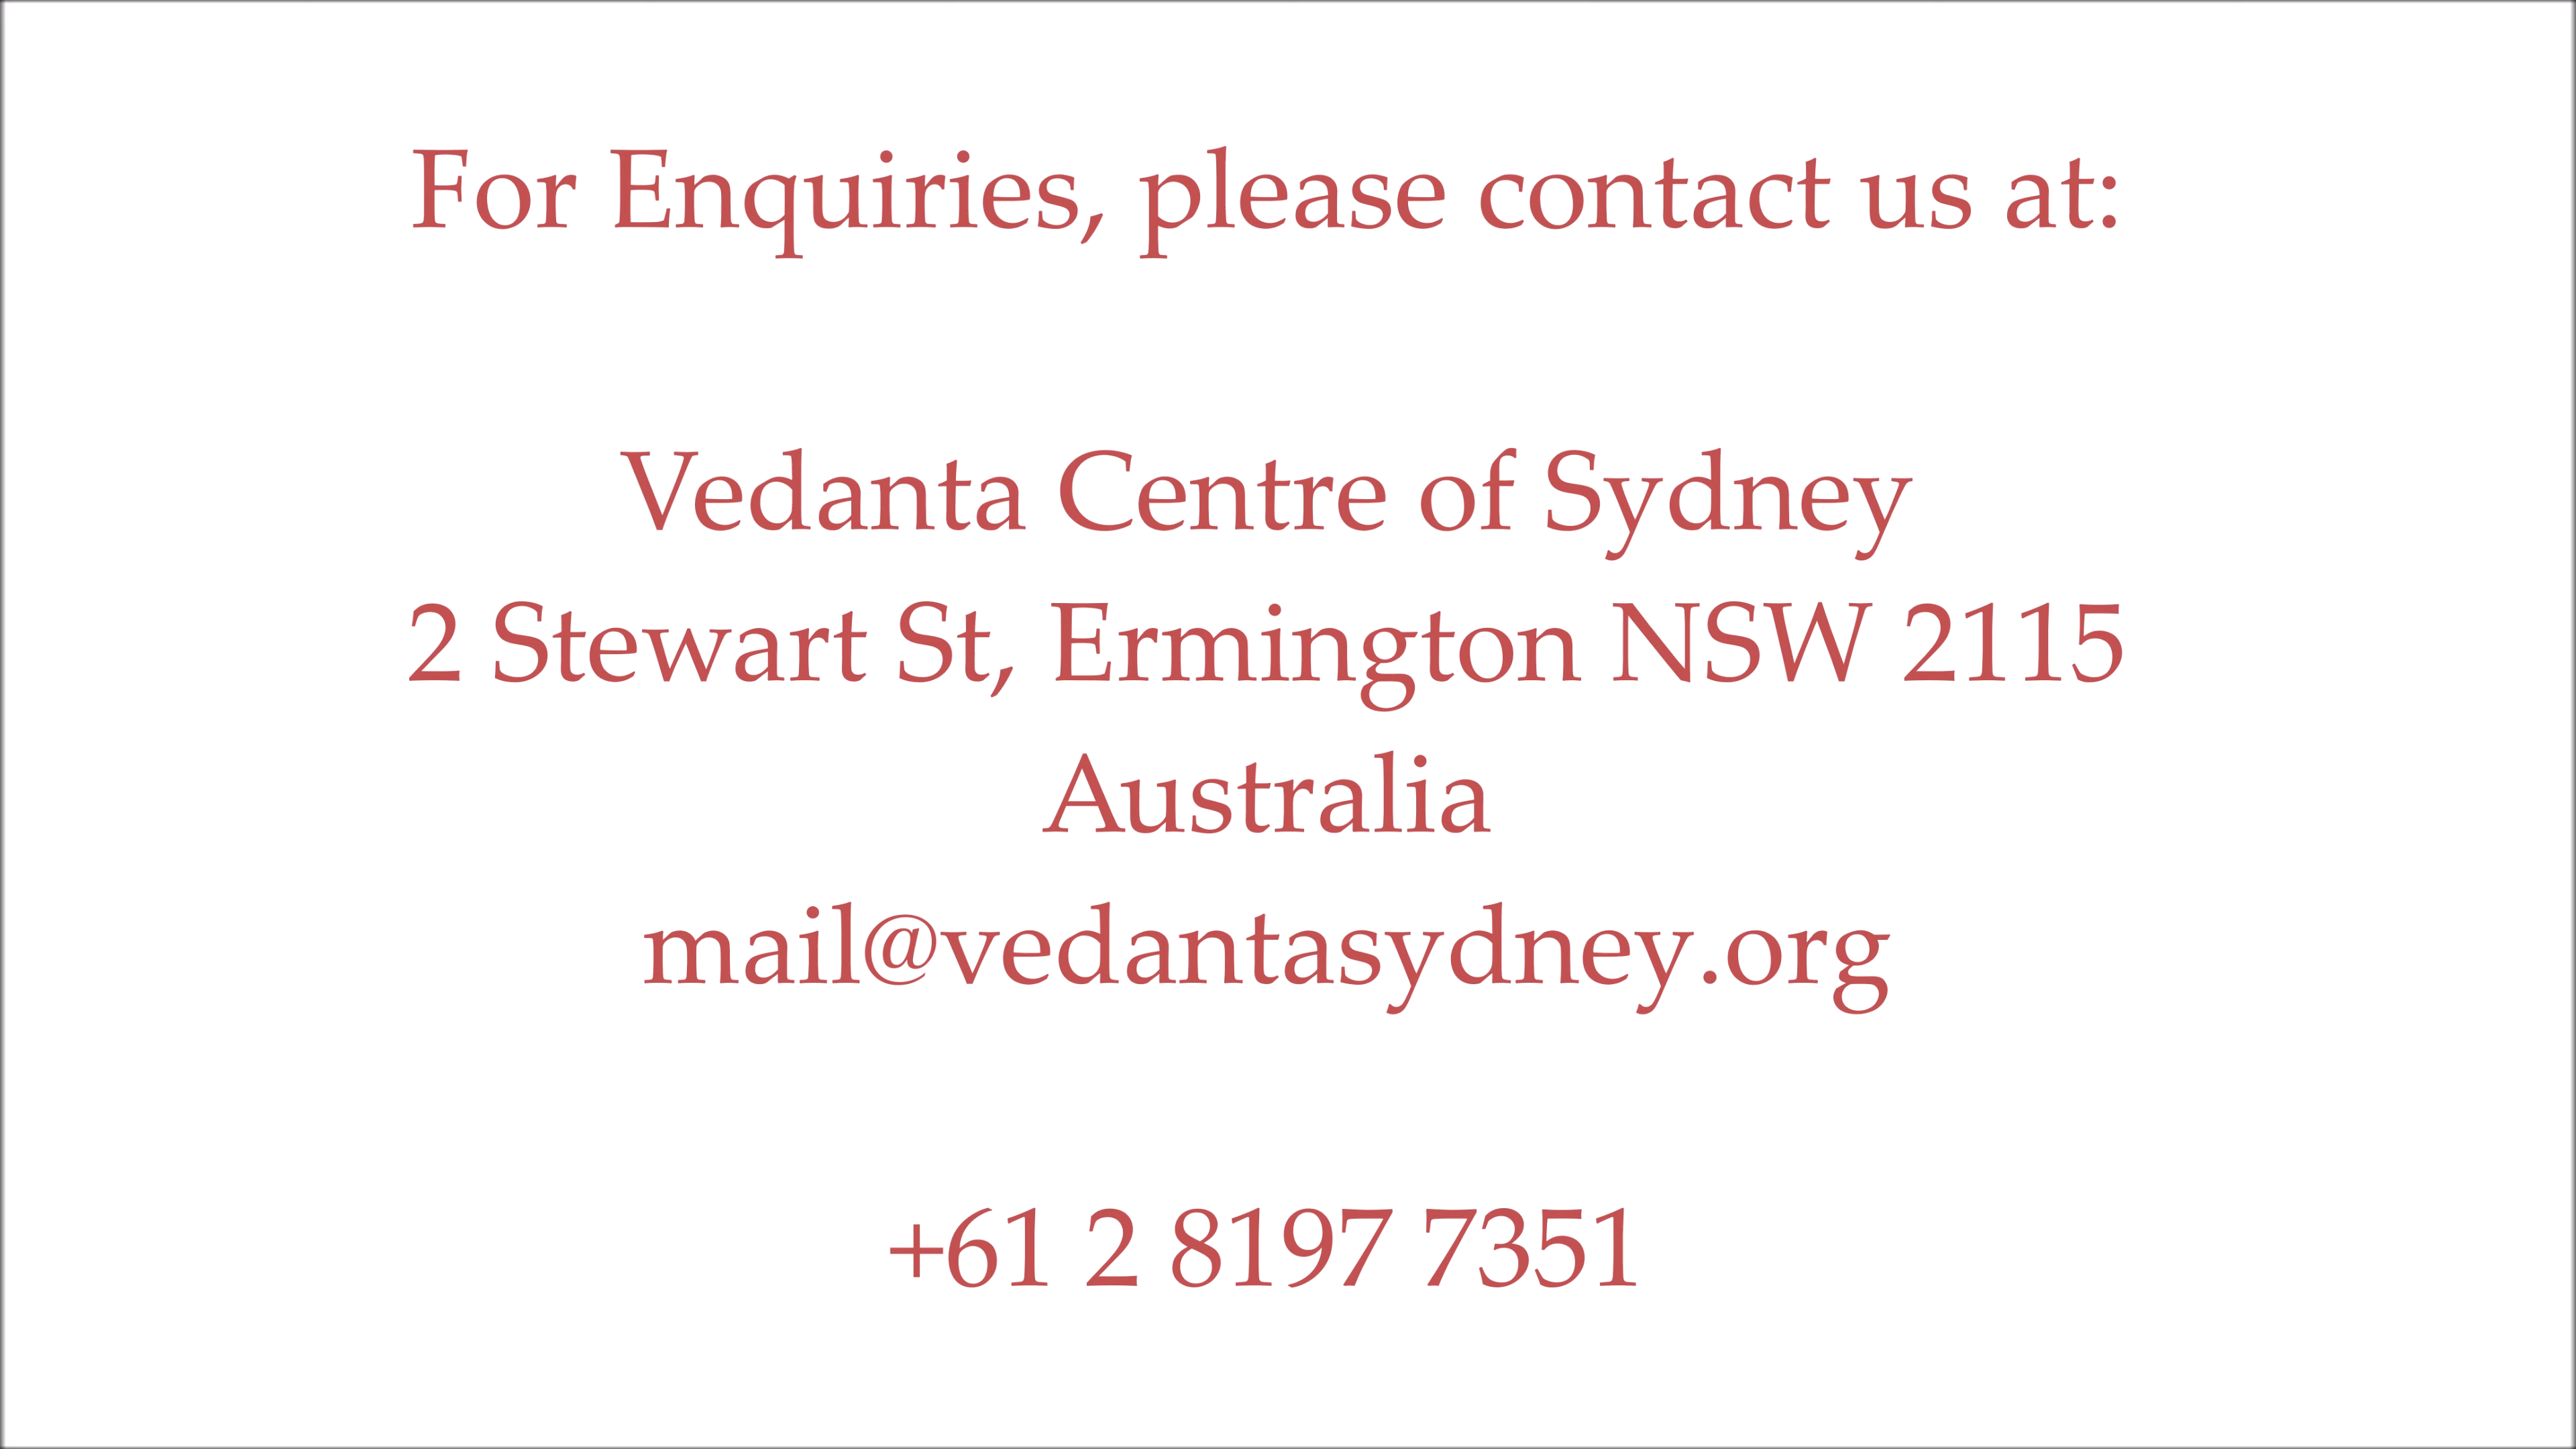 For Enquiries, please contact us at:
Vedanta Centre of Sydney
2 Stewart St, Ermington NSW 2115
Australia
mail@vedantasydney.org
+61 2 8197 7351